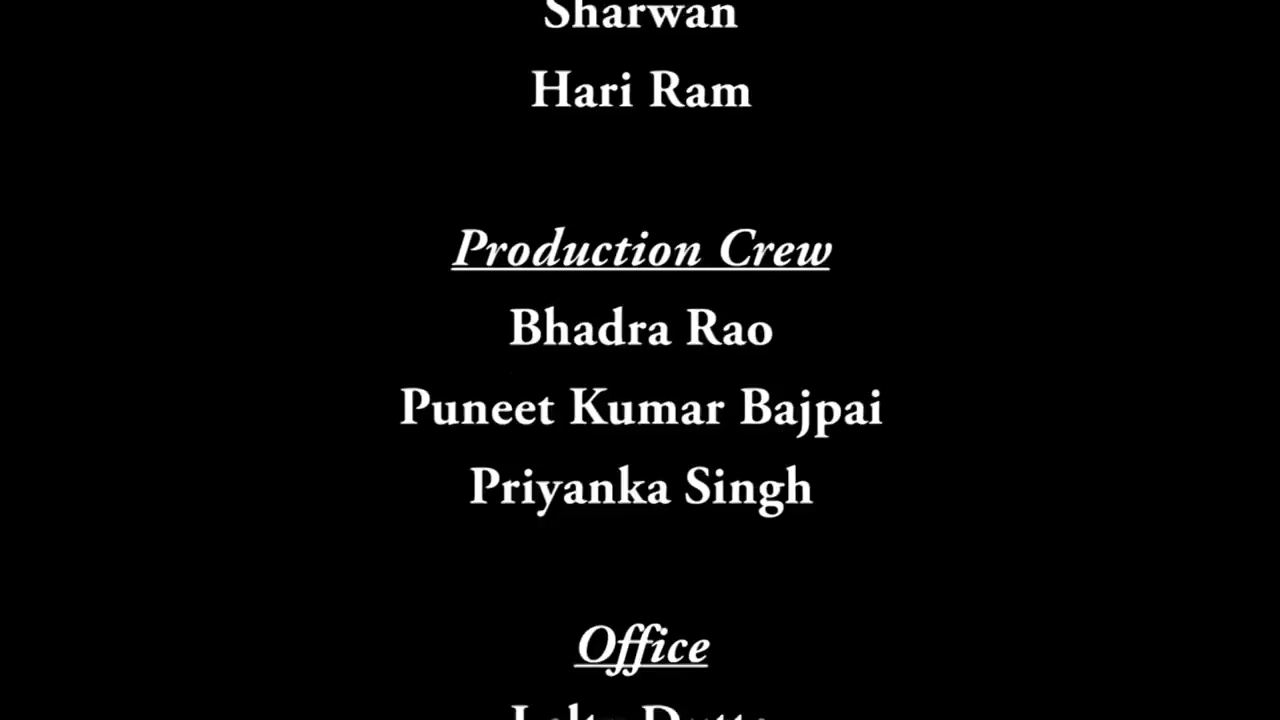 Sharwan
Hari Ram
Production Crew
Bhadra Rao
Puneet Kumar Bajpai
Priyanka Singh
Office